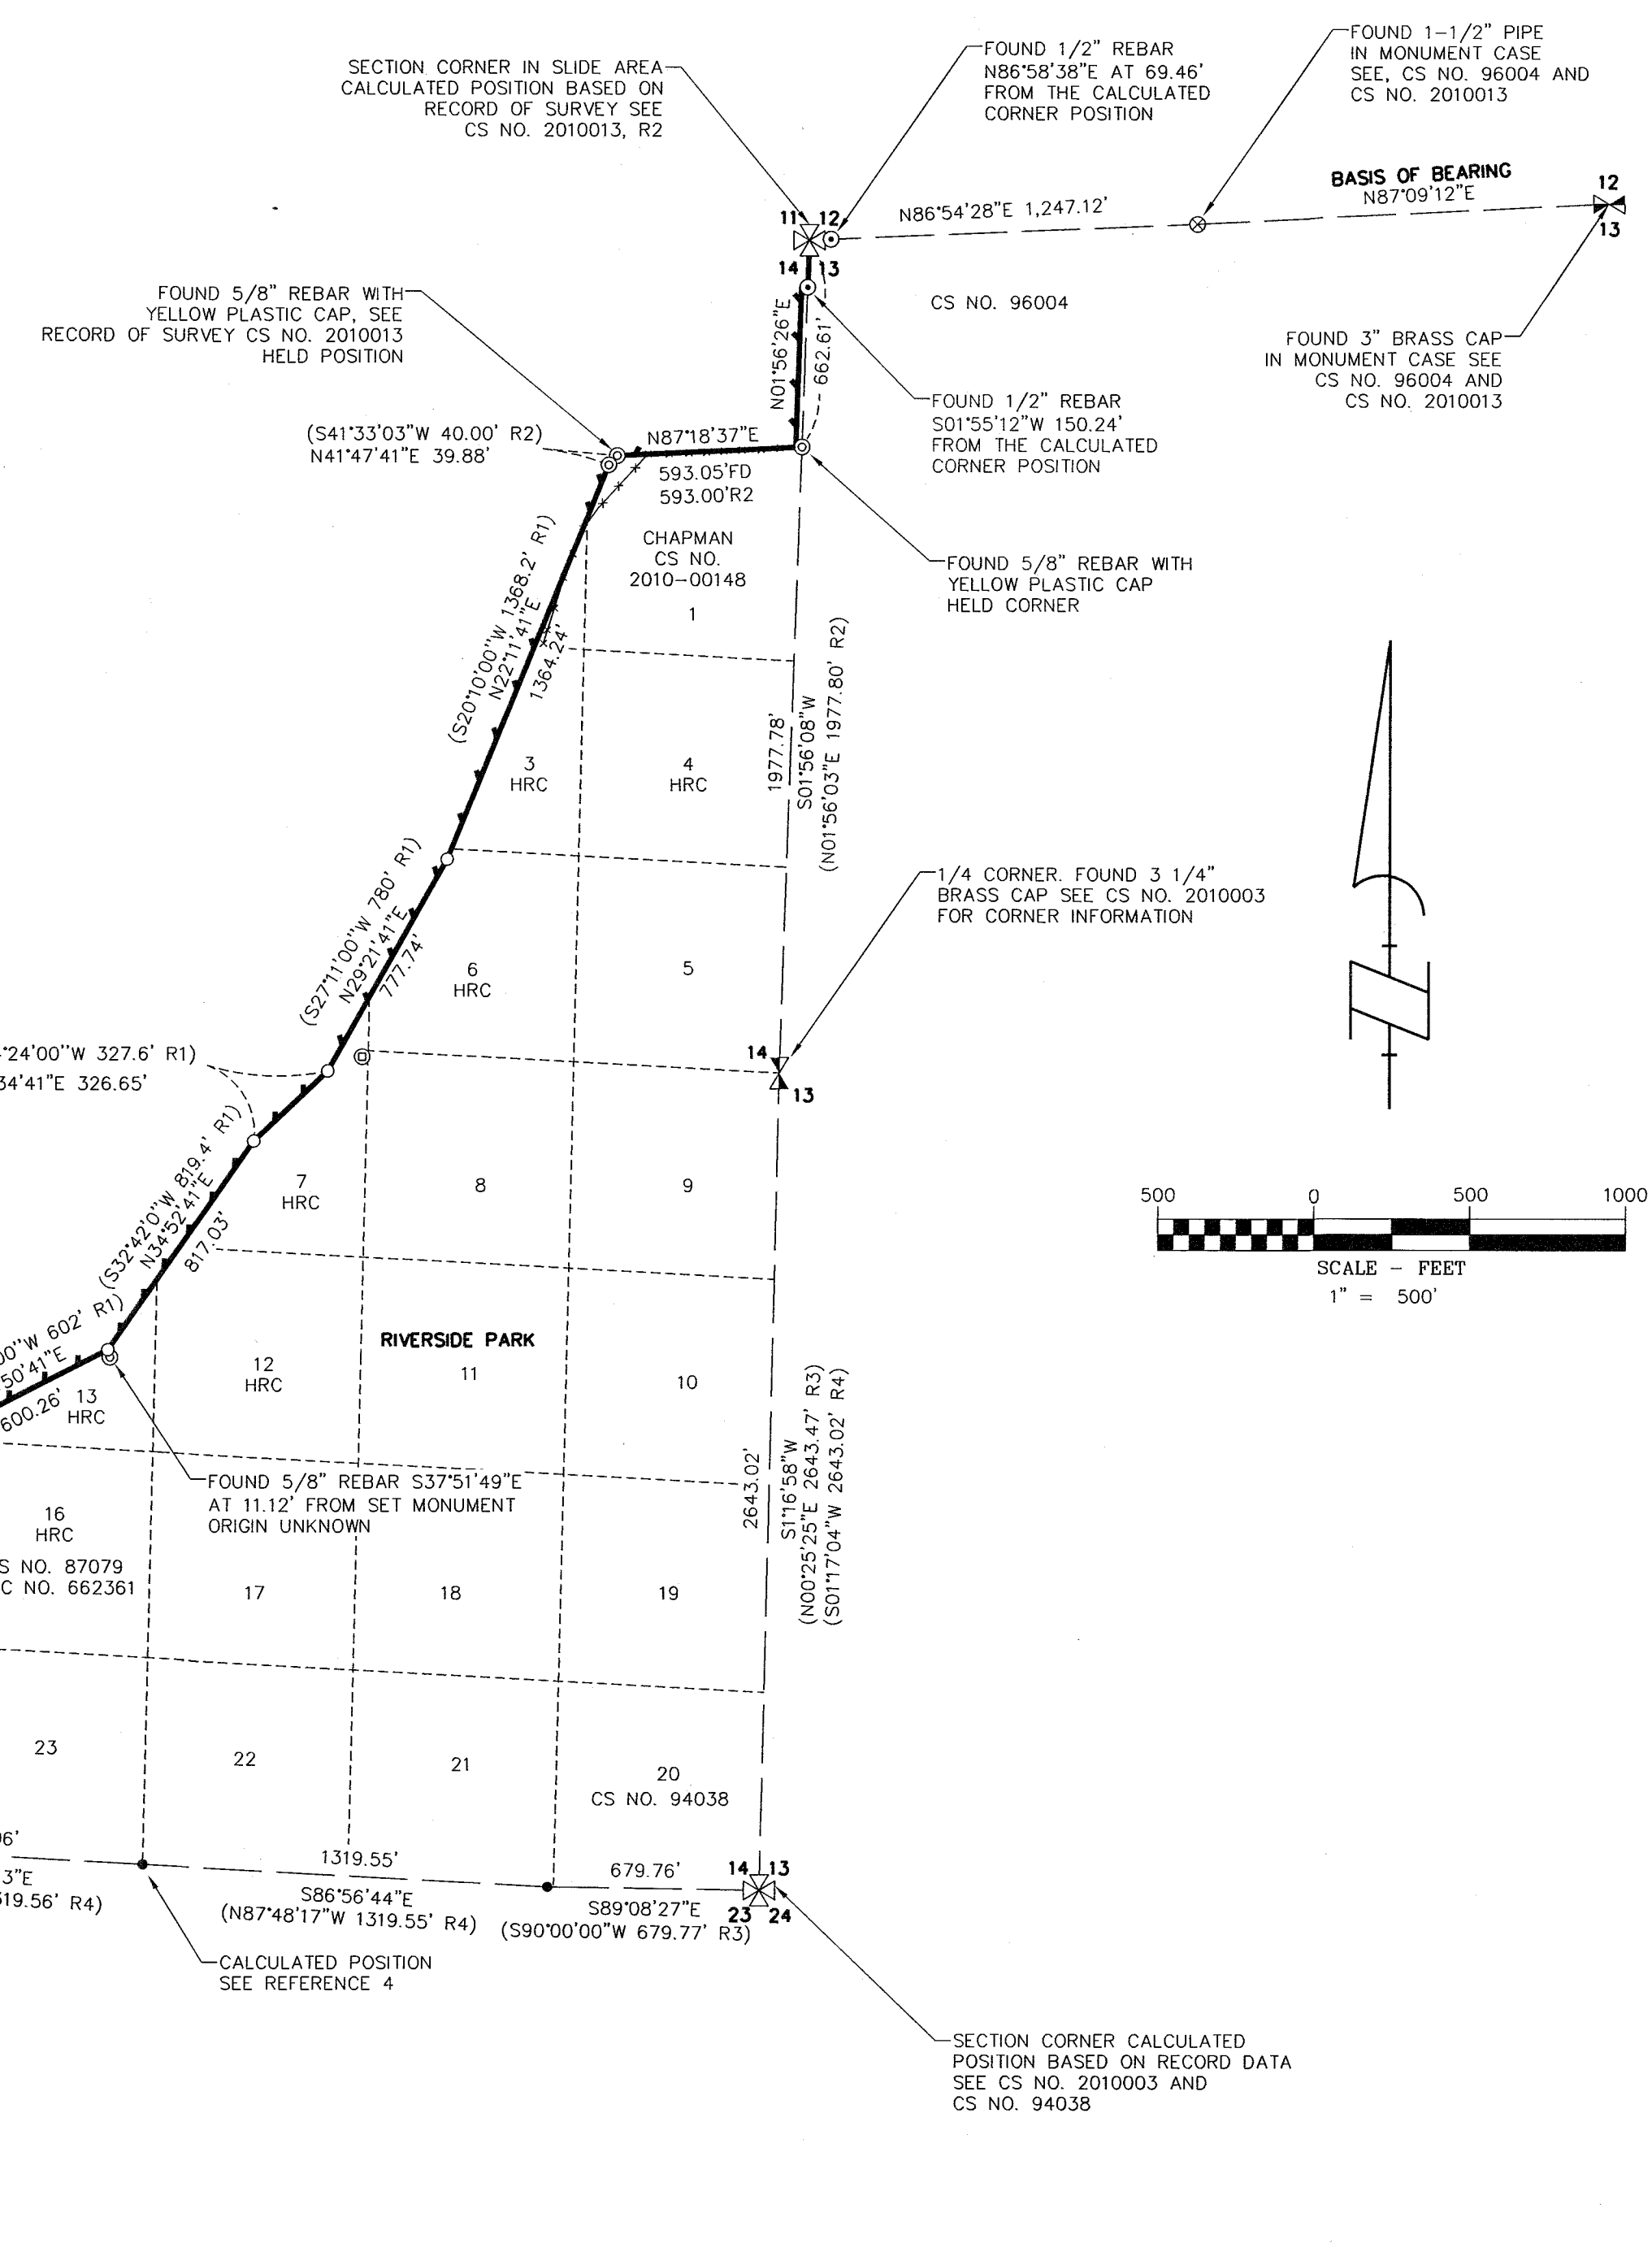 FOUND 1-1/2" PIPE
IN MONUMENT CASE
SEE, CS NO. 96004 AND
CS NO. 2010013
FOUND 1/2" REBAR
N86°58'38"E AT 69.46'
FROM THE CALCULATED
CORNER POSITION
SECTION CORNER IN SLIDE AREA
CALCULATED POSITION BASED ON
RECORD OF SURVEY SEE
CS NO. 2010013, R2
BASIS OF BEARING
N87°09'12"E
12
13
N86°54'28"E 1,247.12'
11 12
14 13
CS NO. 96004
FOUND 5/8" REBAR WITH
YELLOW PLASTIC CAP, SEE
RECORD OF SURVEY CS NO. 2010013
HELD POSITION
N01°56'26"E
662.61'
FOUND 3" BRASS CAP
IN MONUMENT CASE SEE
CS NO. 96004 AND
CS NO. 2010013
FOUND 1/2" REBAR
S01°55'12"W 150.24'
FROM THE CALCULATED
CORNER POSITION
(S41°33'03"W 40.00' R2)
N41°47'41"E 39.88'
N87°18'37"E
593.05'FD
593.00'R2
CHAPMAN
CS NO.
2010-00148
1
FOUND 5/8" REBAR WITH
YELLOW PLASTIC CAP
HELD CORNER
(S20°10'00"W 1368.2' R1)
N22°11'41"E
1364.24'
1977.78'
S01°56'08"W
(N01°56'03"E 1977.80' R2)
3
HRC
4
HRC
1/4 CORNER. FOUND 3 1/4"
BRASS CAP SEE CS NO. 2010003
FOR CORNER INFORMATION
(S27°11'00"W 780' R1)
N29°21'41"E
777.74'
6
HRC
5
14
13
°24'00"W 327.6' R1)
34'41"E 326.65'
500 0 500 1000
SCALE - FEET
1" = 500'
(S32°42'0"W 819.4' R1)
N34°52'41"E
817.03'
7
HRC
8
9
RIVERSIDE PARK
00"W 602' R1)
50'41"E
600.26'
13
HRC
12
HRC
11
10
2643.02'
S1°16'58"W
(N00°25'25"E 2643.47' R3)
(S01°17'04"W 2643.02' R4)
FOUND 5/8" REBAR S37°51'49"E
AT 11.12' FROM SET MONUMENT
ORIGIN UNKNOWN
16
HRC
S NO. 87079
C NO. 662361
17
18
19
23
22
21
20
CS NO. 94038
06'
3"E
319.56' R4)
1319.55'
S86°56'44"E
(N87°48'17"W 1319.55' R4)
679.76'
S89°08'27"E
(S90°00'00"W 679.77' R3)
14 13
23 24
CALCULATED POSITION
SEE REFERENCE 4
SECTION CORNER CALCULATED
POSITION BASED ON RECORD DATA
SEE CS NO. 2010003 AND
CS NO. 94038